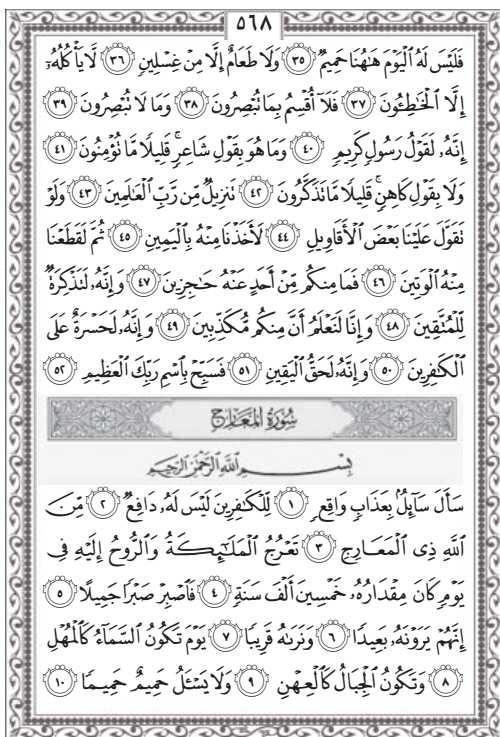 ٥٦٨
فَلَيْسَ لَهُ ٱلْيَوْمَ هَٰهُنَا حَمِيمٌ ٣٥ وَلَا طَعَامٌ إِلَّا مِنْ غِسْلِينٍ ٣٦ لَّا يَأْكُلُهُۥٓ
إِلَّا ٱلْخَٰطِـُٔونَ ٣٧ فَلَآ أُقْسِمُ بِمَا تُبْصِرُونَ ٣٨ وَمَا لَا تُبْصِرُونَ ٣٩
إِنَّهُۥ لَقَوْلُ رَسُولٍ كَرِيمٍ ٤٠ وَمَا هُوَ بِقَوْلِ شَاعِرٍ ۚ قَلِيلًا مَّا تُؤْمِنُونَ ٤١
وَلَا بِقَوْلِ كَاهِنٍ ۚ قَلِيلًا مَّا تَذَكَّرُونَ ٤٢ تَنزِيلٌ مِّن رَّبِّ ٱلْعَٰلَمِينَ ٤٣ وَلَوْ
تَقَوَّلَ عَلَيْنَا بَعْضَ ٱلْأَقَاوِيلِ ٤٤ لَأَخَذْنَا مِنْهُ بِٱلْيَمِينِ ٤٥ ثُمَّ لَقَطَعْنَا
مِنْهُ ٱلْوَتِينَ ٤٦ فَمَا مِنكُم مِّنْ أَحَدٍ عَنْهُ حَٰجِزِينَ ٤٧ وَإِنَّهُۥ لَتَذْكِرَةٌ
لِّلْمُتَّقِينَ ٤٨ وَإِنَّا لَنَعْلَمُ أَنَّ مِنكُم مُّكَذِّبِينَ ٤٩ وَإِنَّهُۥ لَحَسْرَةٌ عَلَى
ٱلْكَٰفِرِينَ ٥٠ وَإِنَّهُۥ لَحَقُّ ٱلْيَقِينِ ٥١ فَسَبِّحْ بِٱسْمِ رَبِّكَ ٱلْعَظِيمِ ٥٢
سُورَةُ المَعَارِجِ
بِسْمِ ٱللَّهِ ٱلرَّحْمَٰنِ ٱلرَّحِيمِ
سَأَلَ سَآئِلٌۢ بِعَذَابٍ وَاقِعٍ ١ لِّلْكَٰفِرِينَ لَيْسَ لَهُۥ دَافِعٌ ٢ مِّنَ
ٱللَّهِ ذِى ٱلْمَعَارِجِ ٣ تَعْرُجُ ٱلْمَلَٰٓئِكَةُ وَٱلرُّوحُ إِلَيْهِ فِى
يَوْمٍ كَانَ مِقْدَارُهُۥ خَمْسِينَ أَلْفَ سَنَةٍ ٤ فَٱصْبِرْ صَبْرًا جَمِيلًا ٥
إِنَّهُمْ يَرَوْنَهُۥ بَعِيدًا ٦ وَنَرَىٰهُ قَرِيبًا ٧ يَوْمَ تَكُونُ ٱلسَّمَآءُ كَٱلْمُهْلِ
٨ وَتَكُونُ ٱلْجِبَالُ كَٱلْعِهْنِ ٩ وَلَا يَسْـَٔلُ حَمِيمٌ حَمِيمًا ١٠